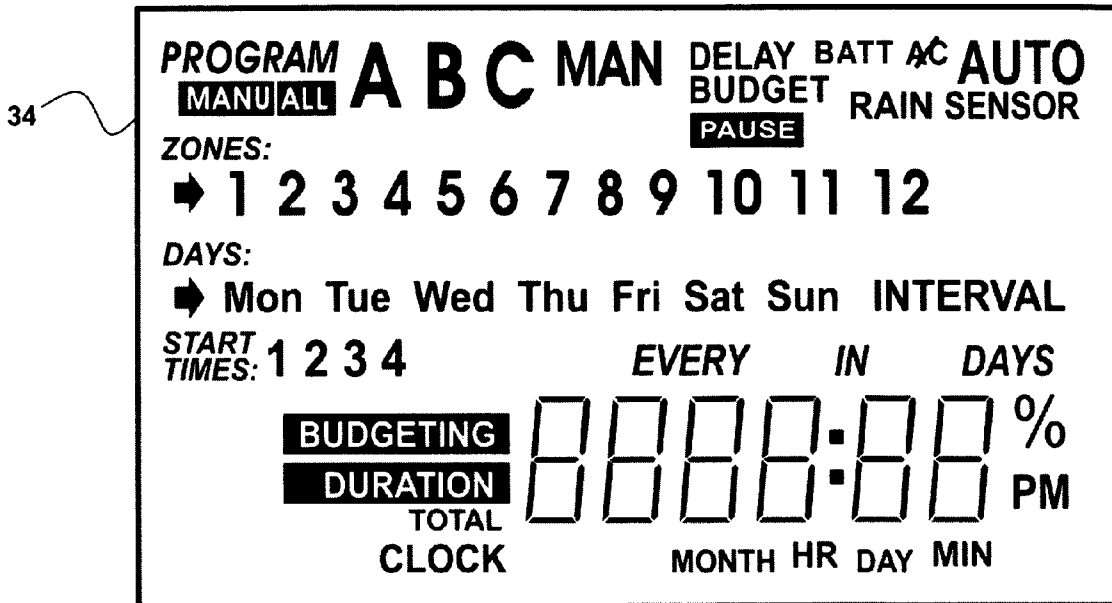 PROGRAM A B C MAN DELAY BATT A/C AUTO
MANU ALL BUDGET RAIN SENSOR
PAUSE
34
ZONES:
1 2 3 4 5 6 7 8 9 10 11 12
DAYS:
Mon Tue Wed Thu Fri Sat Sun INTERVAL
START TIMES: 1 2 3 4 EVERY IN DAYS
BUDGETING 8888:88 %
DURATION PM
TOTAL
CLOCK MONTH HR DAY MIN